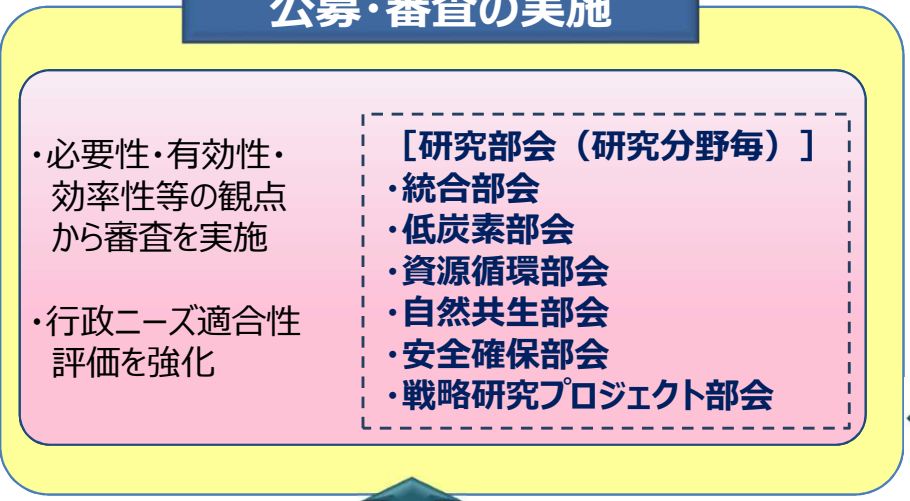 公募・審査の実施
・必要性・有効性・
効率性等の観点
から審査を実施
・行政ニーズ適合性
評価を強化
［研究部会（研究分野毎）］
・統合部会
・低炭素部会
・資源循環部会
・自然共生部会
・安全確保部会
・戦略研究プロジェクト部会